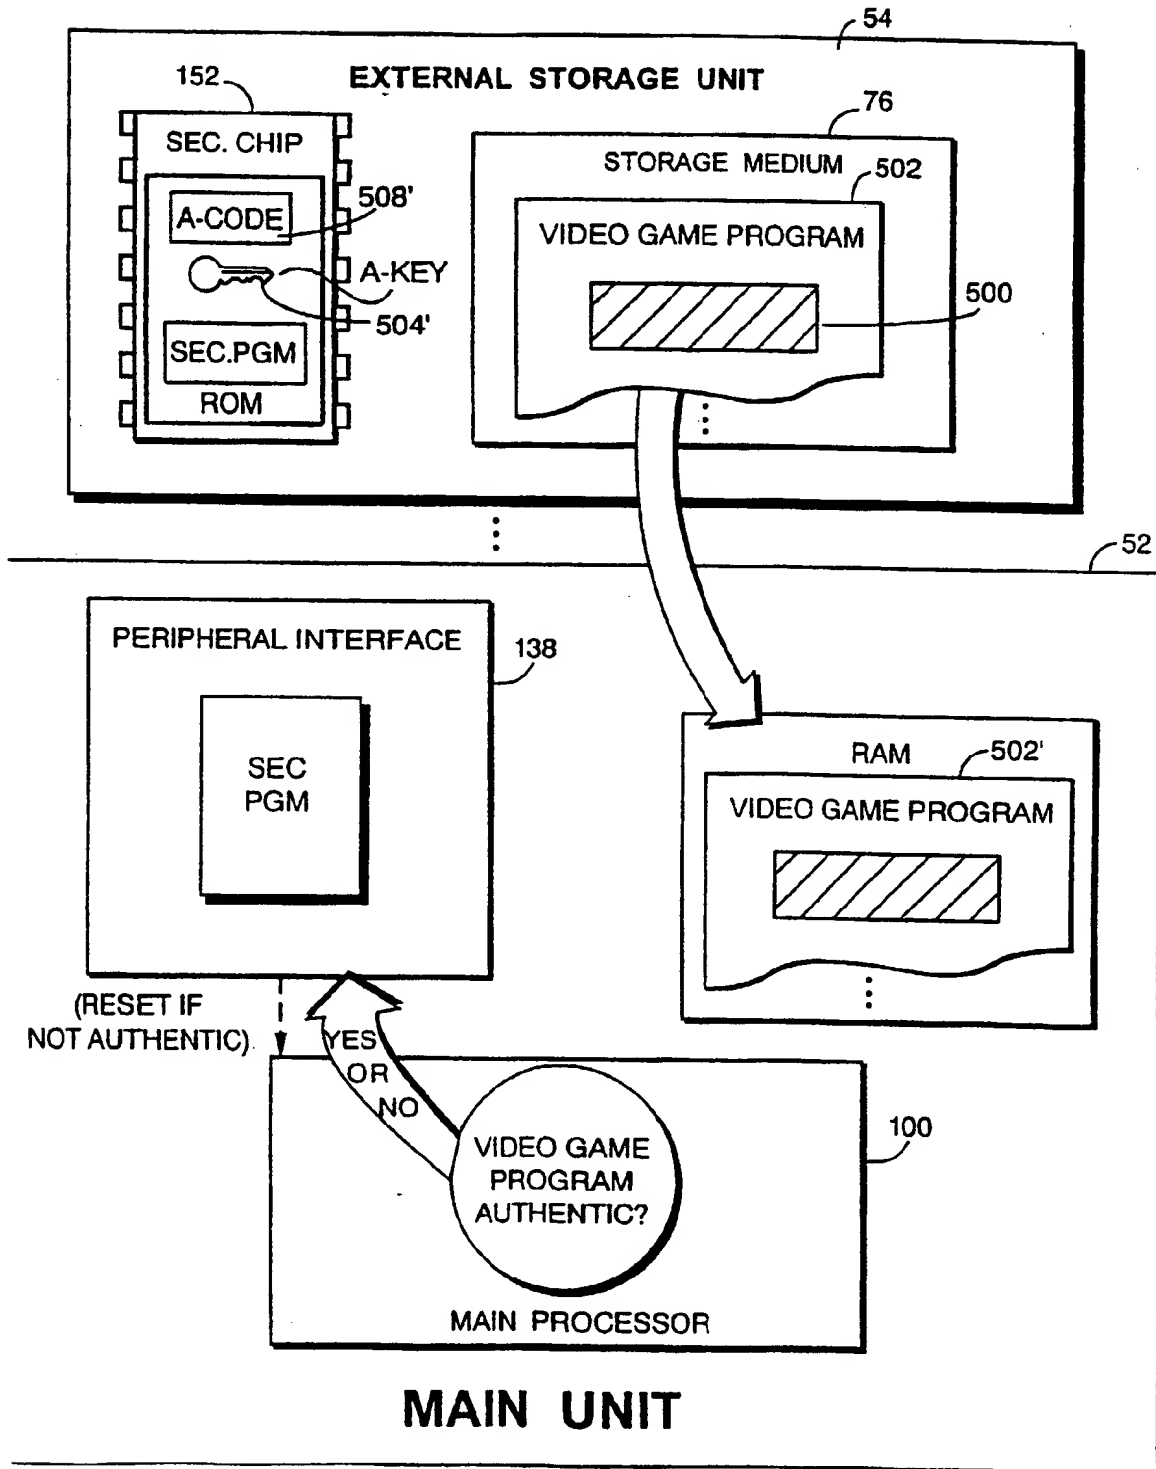 54
EXTERNAL STORAGE UNIT
152
76
SEC. CHIP
STORAGE MEDIUM
502
A-CODE
508'
VIDEO GAME PROGRAM
A-KEY
504'
500
SEC.PGM
ROM
52
PERIPHERAL INTERFACE
138
SEC
PGM
RAM
502'
VIDEO GAME PROGRAM
(RESET IF
NOT AUTHENTIC)
YES
OR
NO
100
VIDEO GAME
PROGRAM
AUTHENTIC?
MAIN PROCESSOR
MAIN UNIT